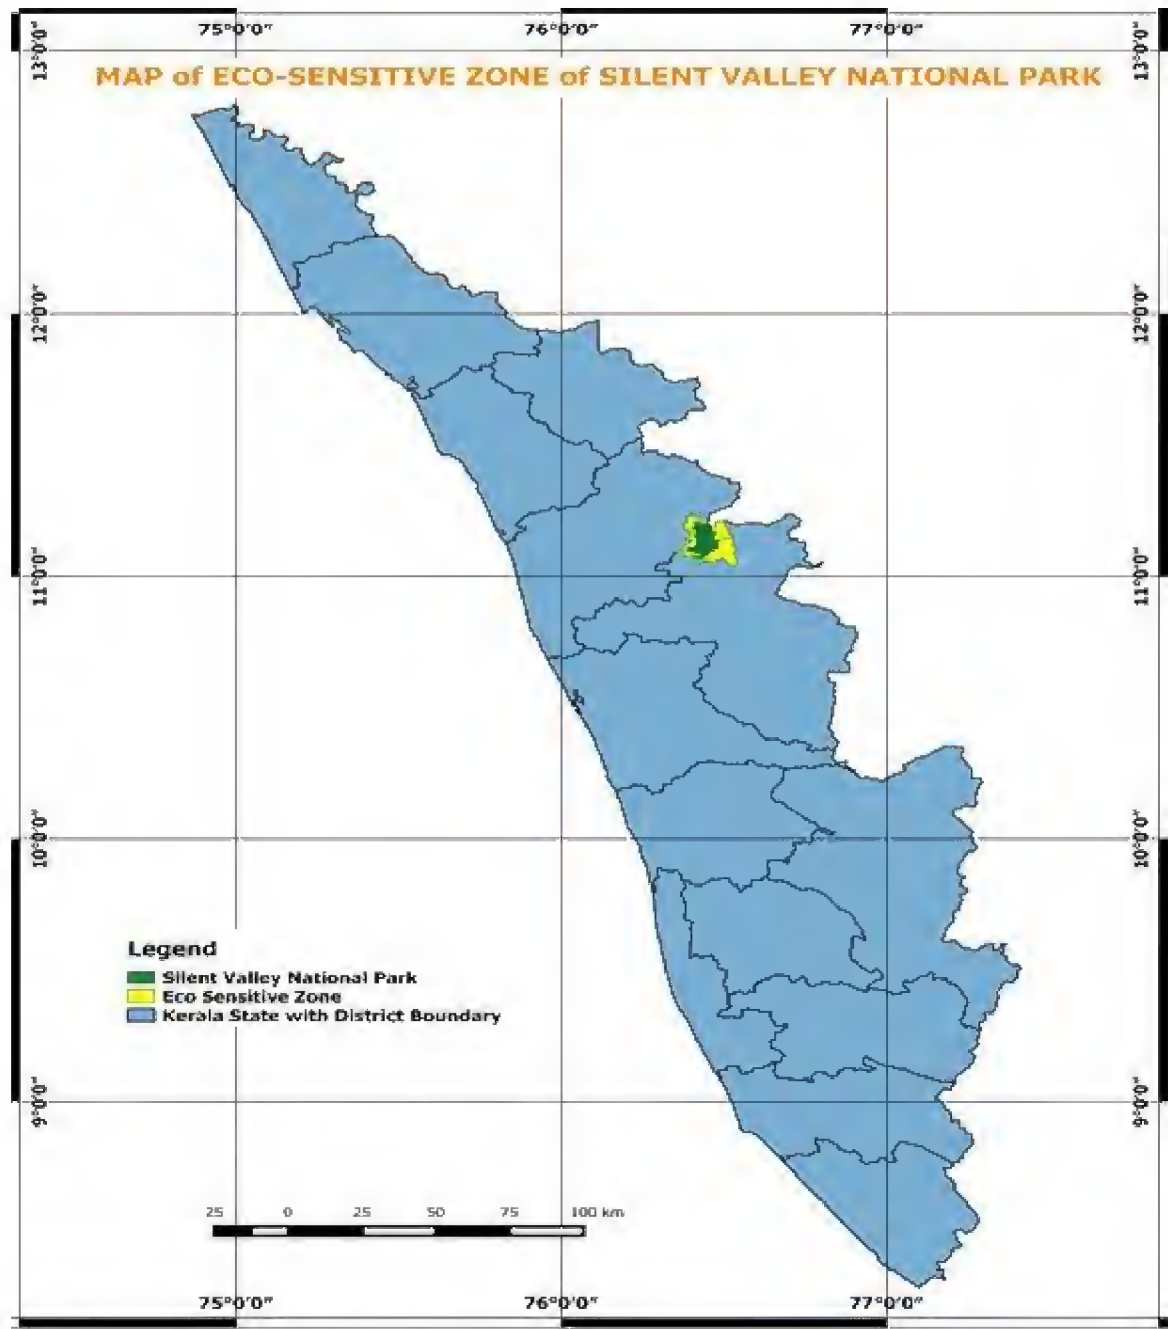 75°0'0" 76°0'0" 77°0'0"
13°0'0" 13°0'0"
MAP of ECO-SENSITIVE ZONE of SILENT VALLEY NATIONAL PARK
12°0'0" 12°0'0"
11°0'0" 11°0'0"
10°0'0" 10°0'0"
Legend
Silent Valley National Park
Eco Sensitive Zone
Kerala State with District Boundary
9°0'0" 9°0'0"
25 0 25 50 75 100 km
75°0'0" 76°0'0" 77°0'0"